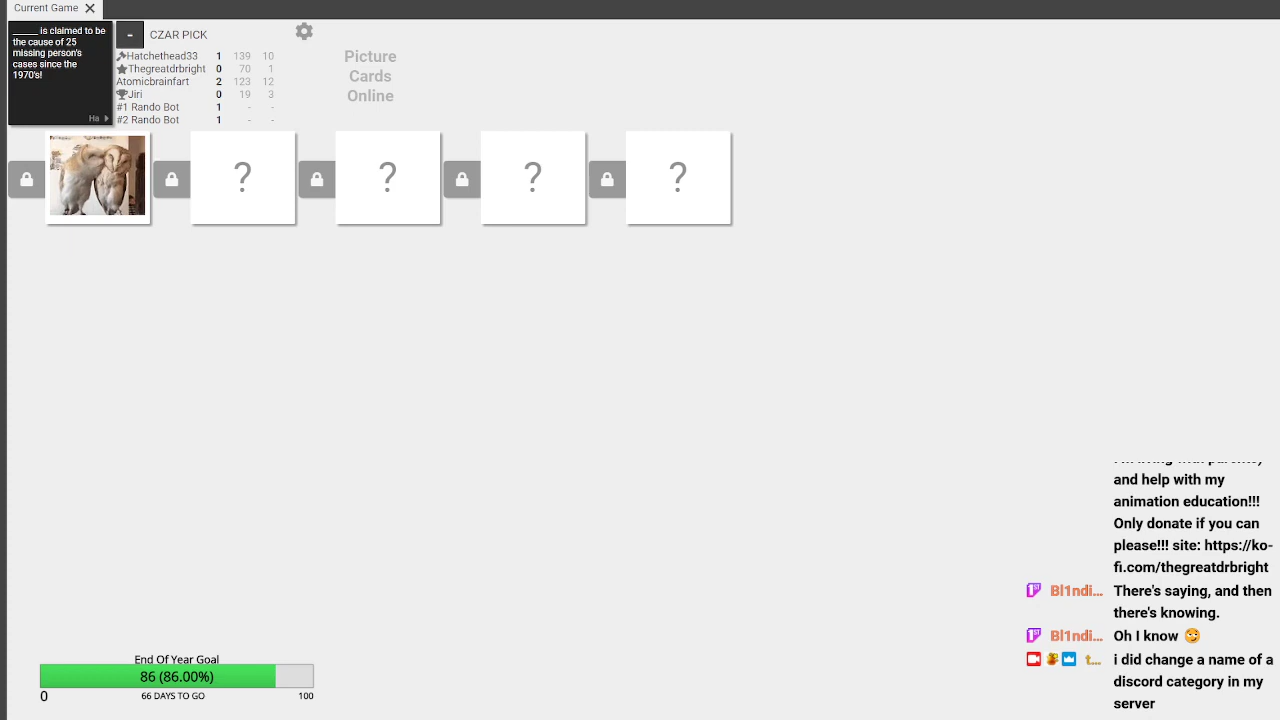 Current Game
_____ is claimed to be
the cause of 25
missing person's
cases since the
1970's!
Ha
-
CZAR PICK
Hatchethead33 1 139 10
Thegreatdrbright 0 70 1
Atomicbrainfart 2 123 12
Jiri 0 19 3
#1 Rando Bot 1 - -
#2 Rando Bot 1 - -
Picture
Cards
Online
? ? ? ?
and help with my
animation education!!!
Only donate if you can
please!!! site: https://ko-
fi.com/thegreatdrbright
Bl1ndi... There's saying, and then
there's knowing.
Bl1ndi... Oh I know
t... i did change a name of a
discord category in my
server
End Of Year Goal
86 (86.00%)
0 66 DAYS TO GO 100